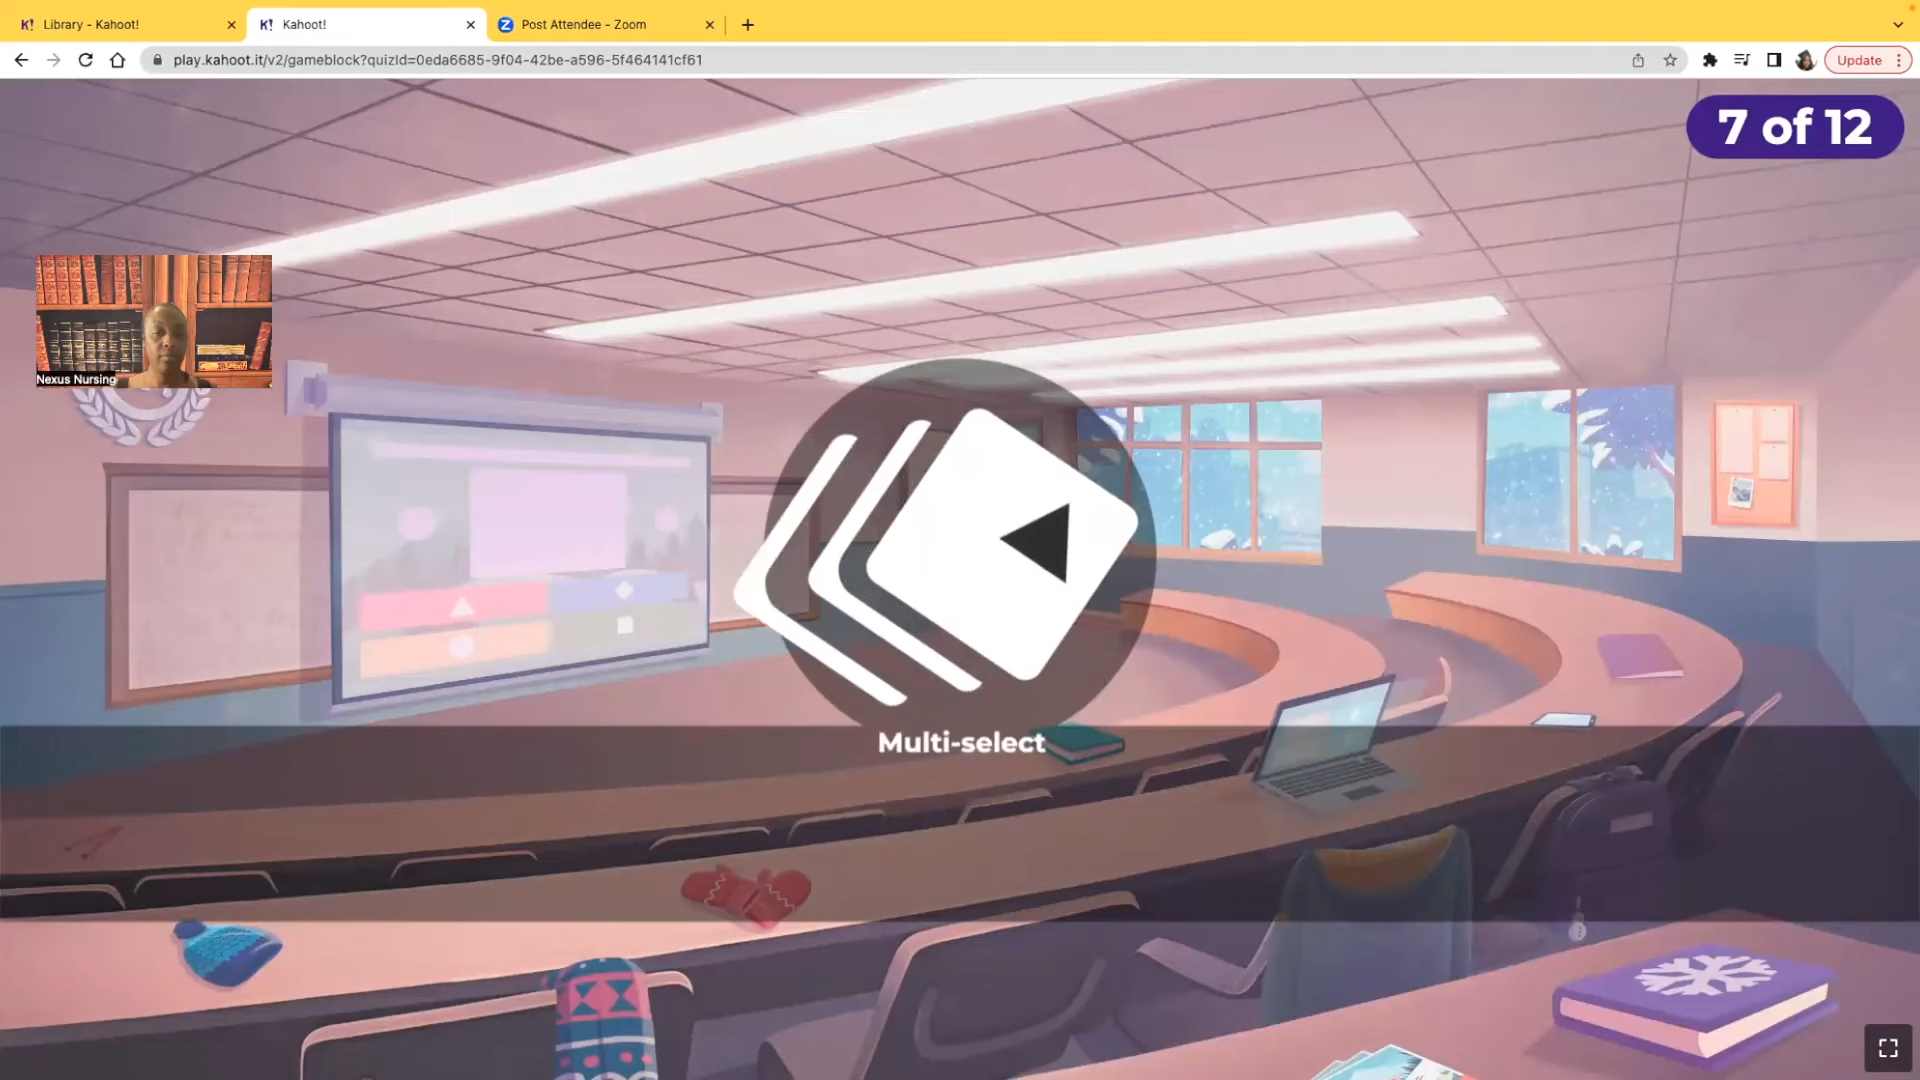 Library - Kahoot!
Kahoot!
Post Attendee - Zoom
play.kahoot.it/v2/gameblock?quizId=0eda6685-9f04-42be-a596-5f464141cf61
Update
7 of 12
Nexus Nursing
Multi-select